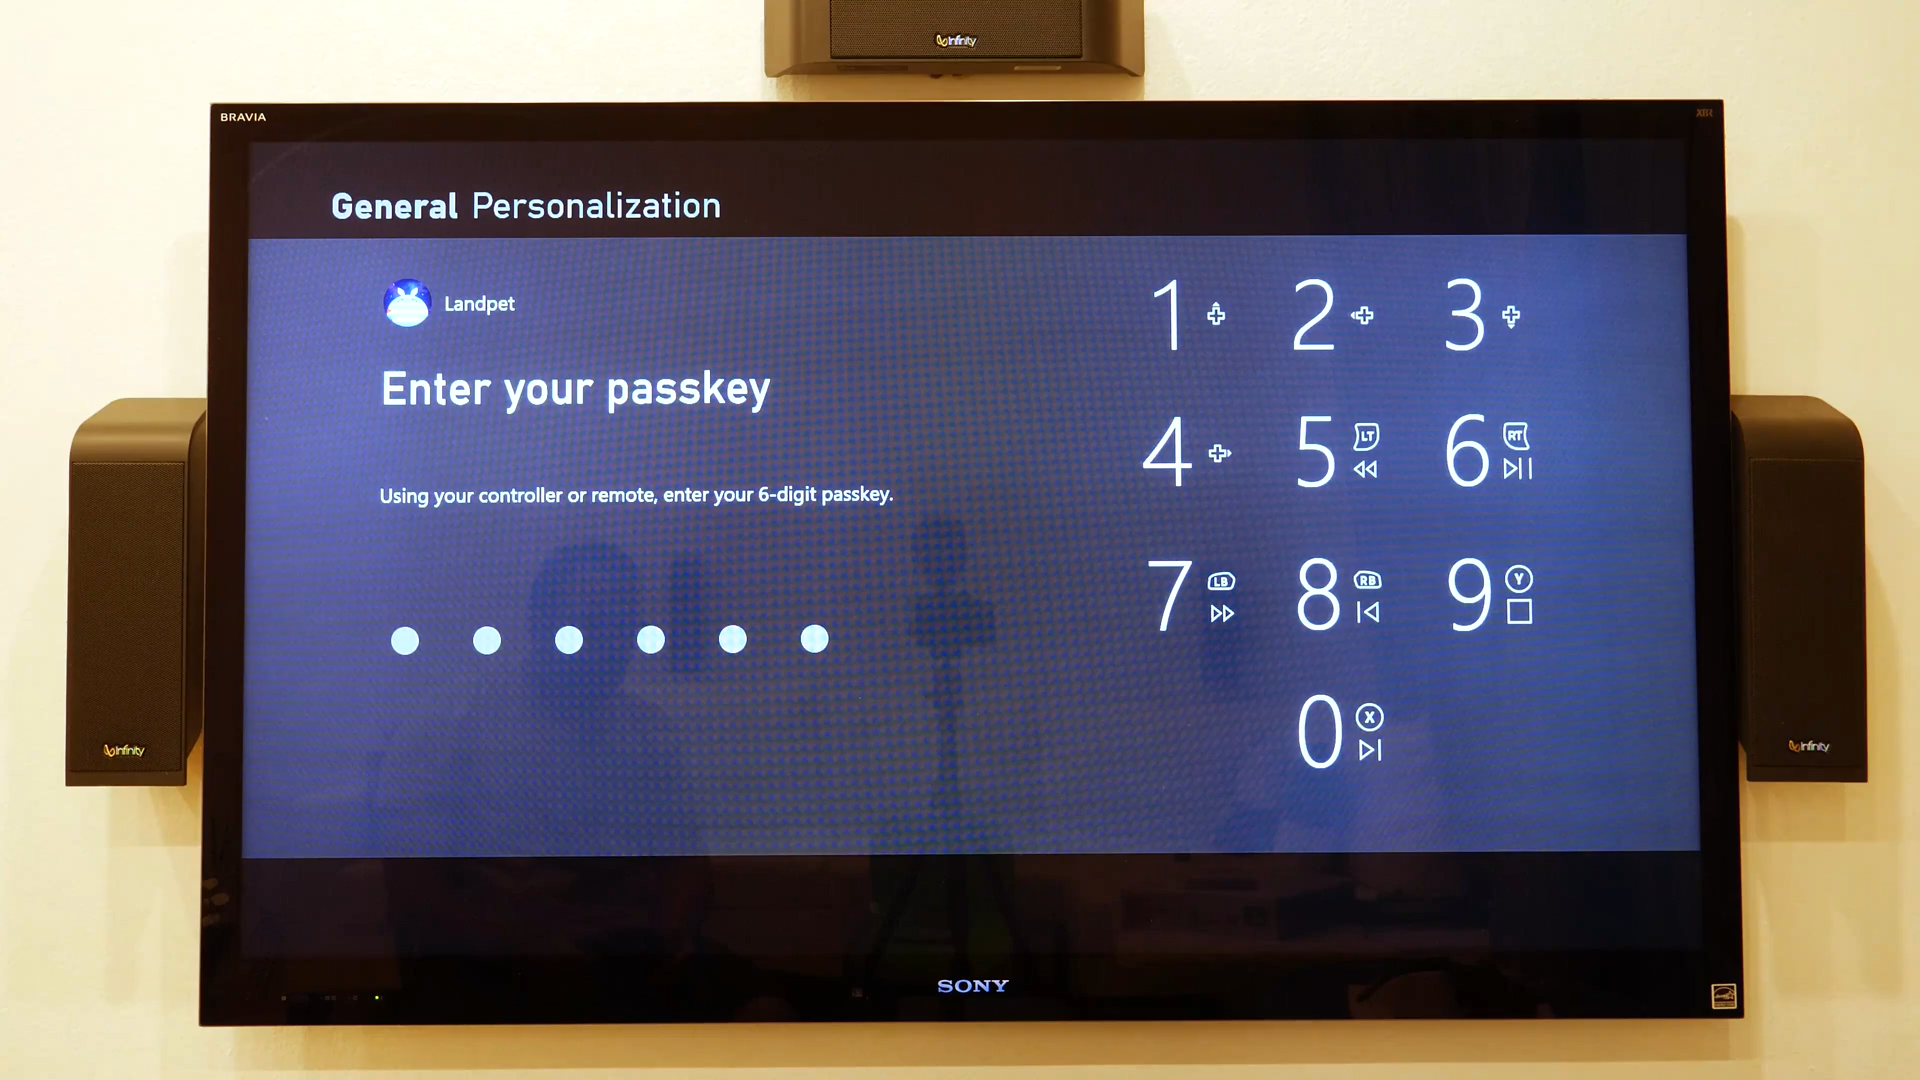 Infinity
BRAVIA
XBR
General Personalization
Landpet
Enter your passkey
Using your controller or remote, enter your 6-digit passkey.
1 2 3
4 5 LT 6 RT
7 LB 8 RB 9 Y
0 X
Infinity
Infinity
SONY